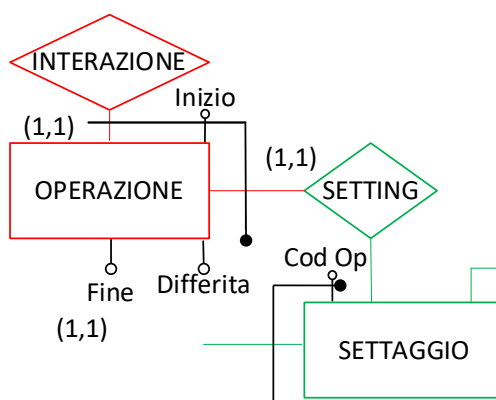 INTERAZIONE
Inizio
(1,1)
(1,1)
OPERAZIONE
SETTING
Cod Op
Fine
Differita
(1,1)
SETTAGGIO